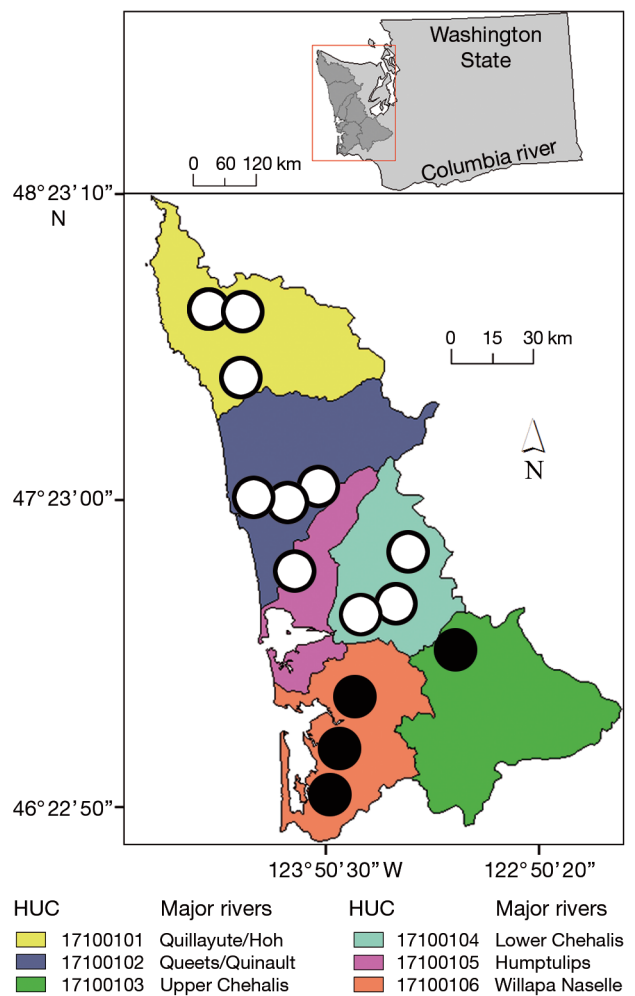 Washington
State
Columbia river
0 60 120 km
48°23’10”
N
0 15 30 km
N
47°23’00”
46°22’50”
123°50’30” W 122°50’20”
HUC Major rivers HUC Major rivers
17100101 Quillayute/Hoh 17100104 Lower Chehalis
17100102 Queets/Quinault 17100105 Humptulips
17100103 Upper Chehalis 17100106 Willapa Naselle